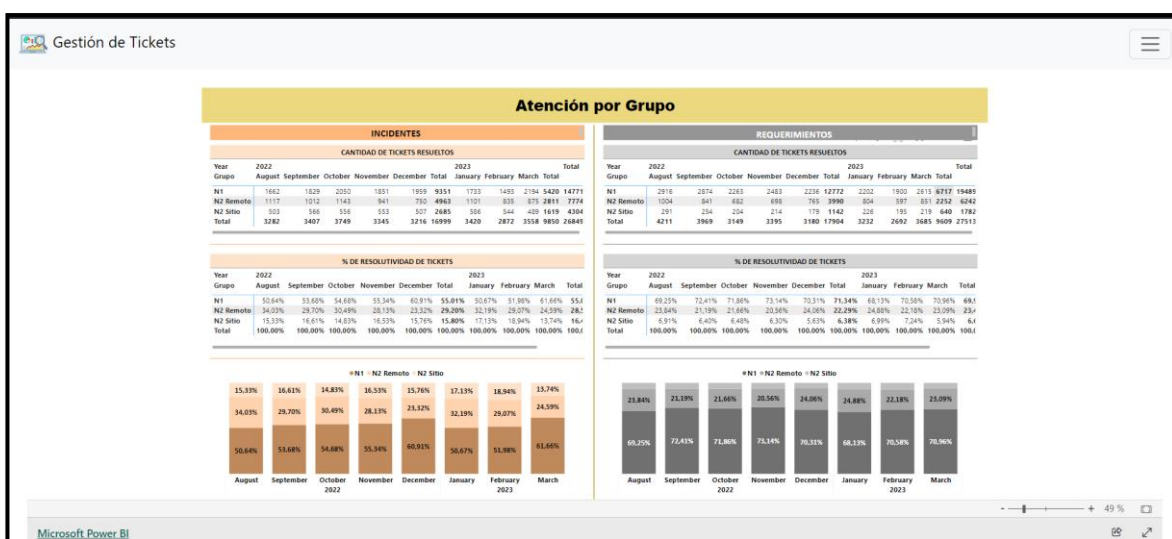 Gestión de Tickets
Atención por Grupo
INCIDENTES
CANTIDAD DE TICKETS RESUELTOS
Year 2022 2023 Total
Grupo August September October November December Total January February March Total
N1 1662 1829 2050 1851 1959 9351 1733 1493 2194 5420 14771
N2 Remoto 1117 1012 1143 941 750 4963 1101 835 875 2811 7774
N2 Sitio 503 566 556 553 507 2685 586 544 489 1619 4304
Total 3282 3407 3749 3345 3216 16999 3420 2872 3558 9850 26849
% DE RESOLUTIVIDAD DE TICKETS
Year 2022 2023
Grupo August September October November December Total January February March Total
N1 50,64% 53,68% 54,68% 55,34% 60,91% 55,01% 50,67% 51,98% 61,66%
N2 Remoto 34,03% 29,70% 30,49% 28,13% 23,32% 29,20% 32,19% 29,07% 24,59%
N2 Sitio 15,33% 16,61% 14,83% 16,53% 15,76% 15,80% 17,13% 18,94% 13,74%
Total 100,00% 100,00% 100,00% 100,00% 100,00% 100,00% 100,00% 100,00% 100,00%
N1 N2 Remoto N2 Sitio
15,33% 16,61% 14,83% 16,53% 15,76% 17,13% 18,94% 13,74%
34,03% 29,70% 30,49% 28,13% 23,32% 32,19% 29,07% 24,59%
50,64% 53,68% 54,68% 55,34% 60,91% 50,67% 51,98% 61,66%
August September October November December January February March
2022 2023
REQUERIMIENTOS
CANTIDAD DE TICKETS RESUELTOS
Year 2022 2023 Total
Grupo August September October November December Total January February March Total
N1 2916 2874 2263 2483 2236 12772 2202 1900 2615 6717 19489
N2 Remoto 1004 841 682 698 765 3990 804 597 851 2252 6242
N2 Sitio 291 254 204 214 179 1142 226 195 219 640 1782
Total 4211 3969 3149 3395 3180 17904 3232 2692 3685 9609 27513
% DE RESOLUTIVIDAD DE TICKETS
Year 2022 2023
Grupo August September October November December Total January February March Total
N1 69,25% 72,41% 71,86% 73,14% 70,31% 71,34% 68,13% 70,58% 70,96%
N2 Remoto 23,84% 21,19% 21,66% 20,56% 24,06% 22,29% 24,88% 22,18% 23,09%
N2 Sitio 6,91% 6,40% 6,48% 6,30% 5,63% 6,38% 6,99% 7,24% 5,94%
Total 100,00% 100,00% 100,00% 100,00% 100,00% 100,00% 100,00% 100,00% 100,00%
N1 N2 Remoto N2 Sitio
23,84% 21,19% 21,66% 20,56% 24,06% 24,88% 22,18% 23,09%
69,25% 72,41% 71,86% 73,14% 70,31% 68,13% 70,58% 70,96%
August September October November December January February March
2022 2023
- + 49 %
Microsoft Power BI